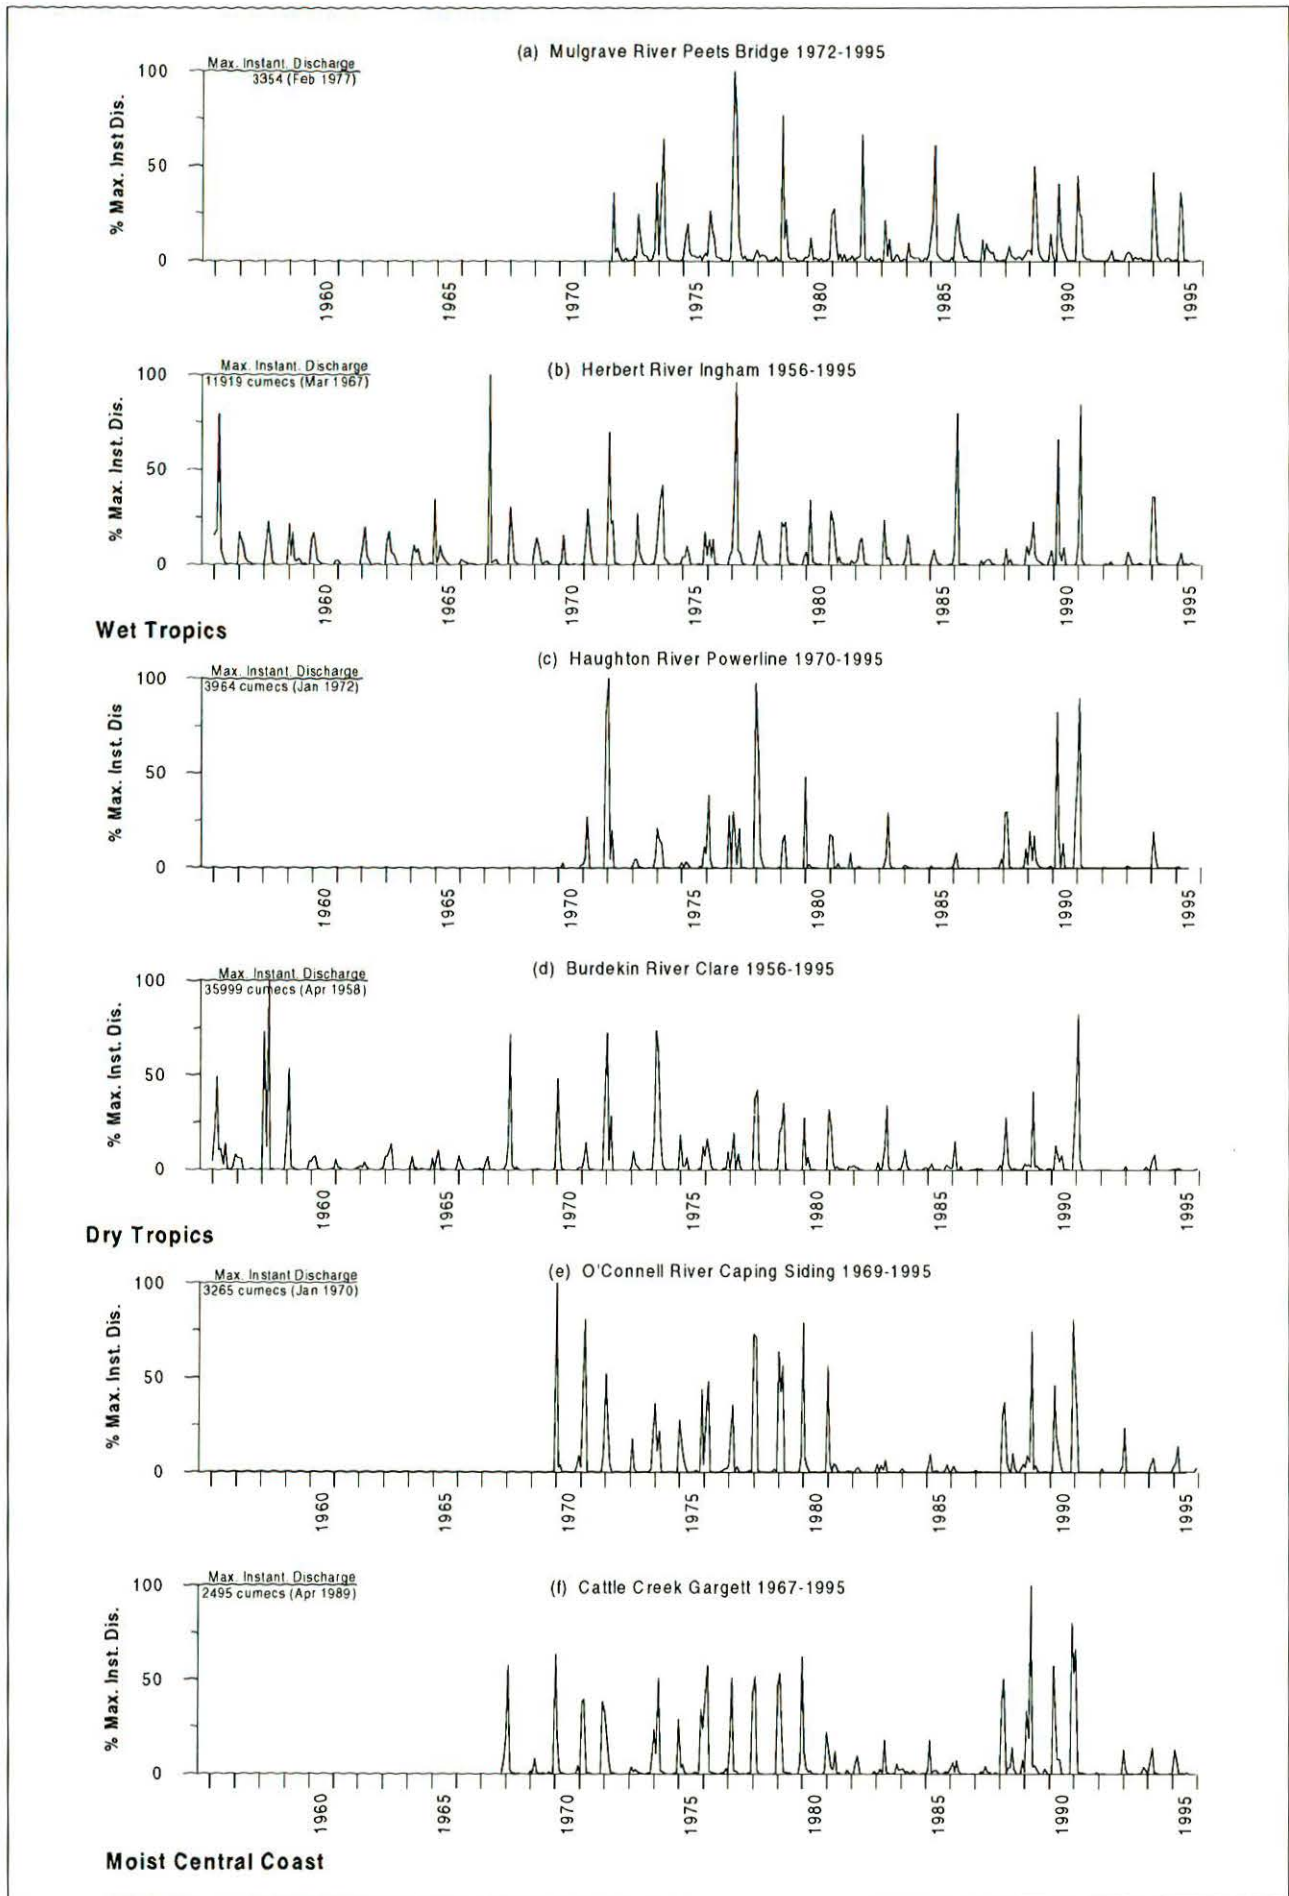 (a) Mulgrave River Peets Bridge 1972-1995
Max. Instant. Discharge
3354 (Feb 1977)
% Max. Inst Dis.
100
50
0
1960 1965 1970 1975 1980 1985 1990 1995
(b) Herbert River Ingham 1956-1995
Max. Instant. Discharge
11919 cumecs (Mar 1967)
% Max. Inst. Dis.
100
50
0
1960 1965 1970 1975 1980 1985 1990 1995
Wet Tropics
(c) Haughton River Powerline 1970-1995
Max. Instant. Discharge
3964 cumecs (Jan 1972)
% Max. Inst. Dis
100
50
0
1960 1965 1970 1975 1980 1985 1990 1995
(d) Burdekin River Clare 1956-1995
Max. Instant. Discharge
35999 cumecs (Apr 1958)
% Max. Inst. Dis.
100
50
0
1960 1965 1970 1975 1980 1985 1990 1995
Dry Tropics
(e) O'Connell River Caping Siding 1969-1995
Max. Instant Discharge
3265 cumecs (Jan 1970)
% Max. Inst. Dis.
100
50
0
1960 1965 1970 1975 1980 1985 1990 1995
(f) Cattle Creek Gargett 1967-1995
Max. Instant. Discharge
2495 cumecs (Apr 1989)
% Max. Inst. Dis.
100
50
0
1960 1965 1970 1975 1980 1985 1990 1995
Moist Central Coast